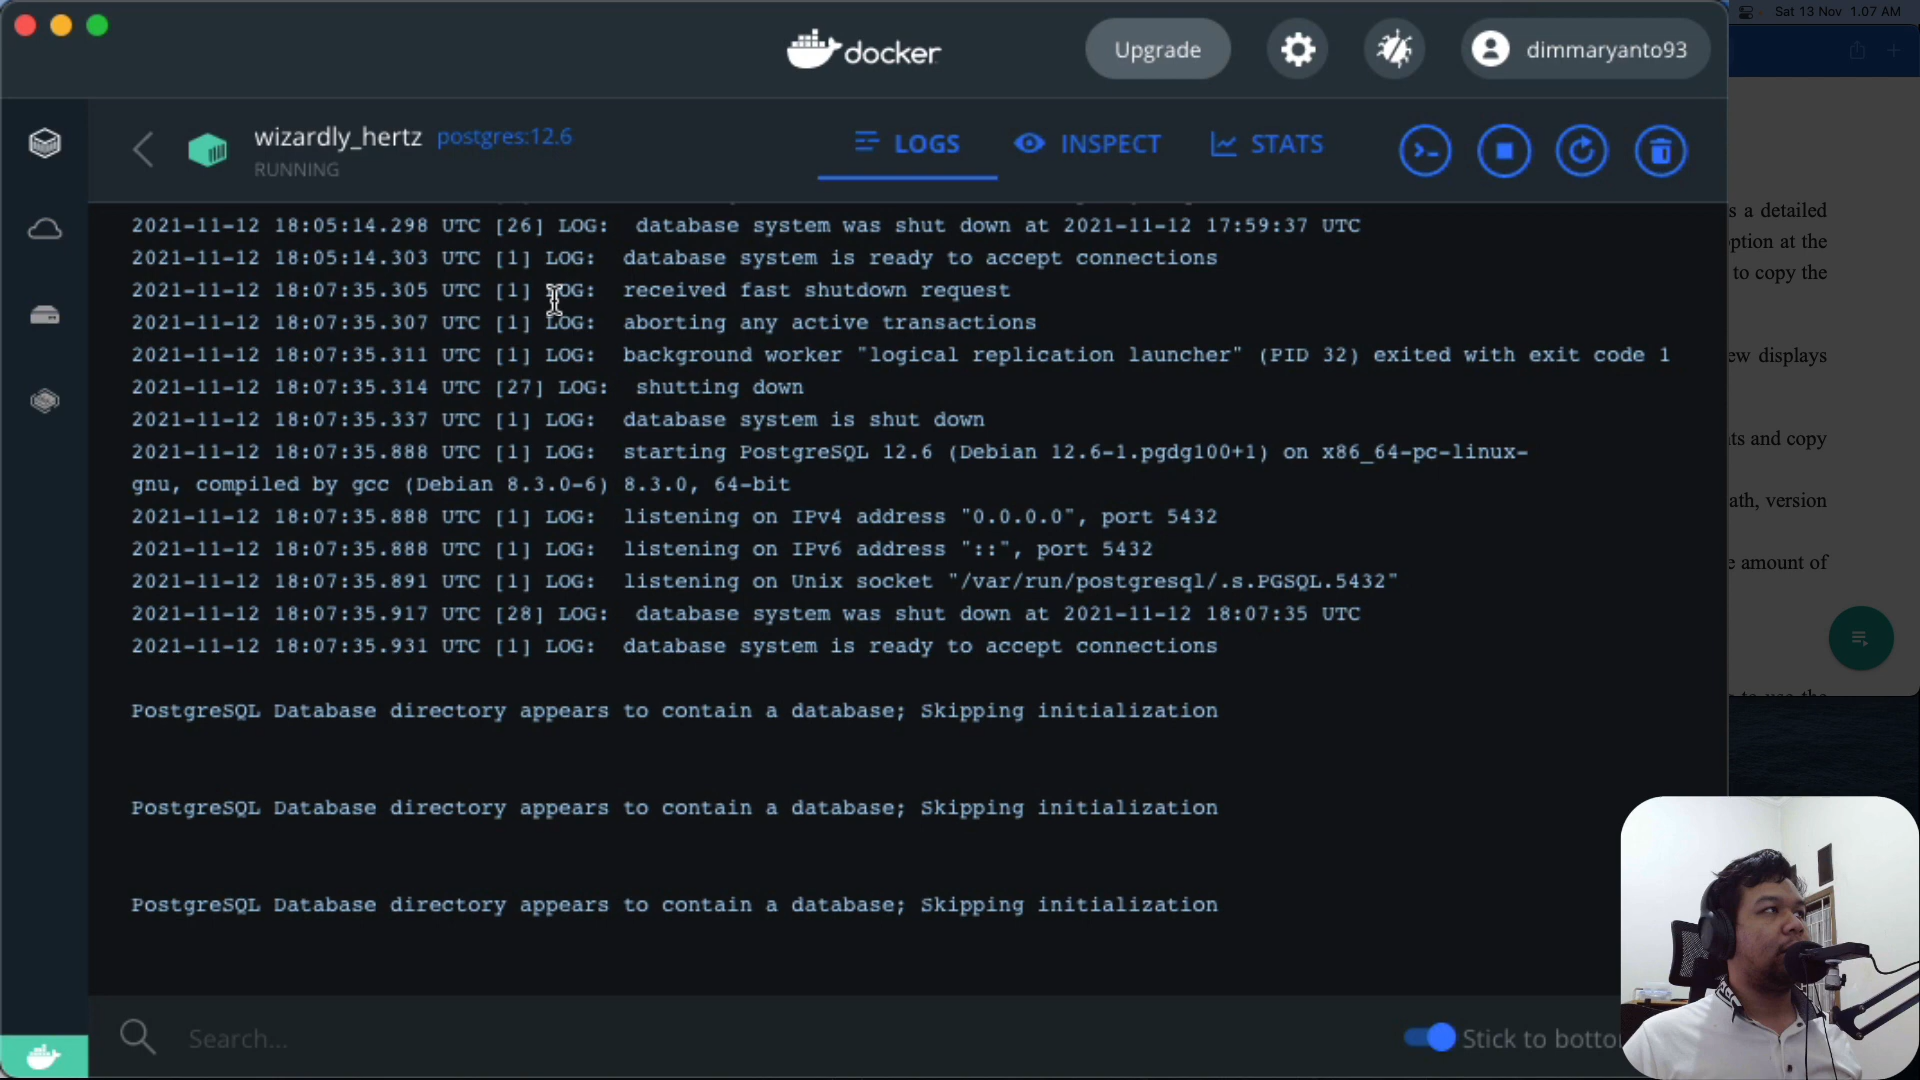 Sat 13 Nov 1.07 AM
docker
Upgrade
dimmaryanto93
wizardly_hertz postgres:12.6
RUNNING
LOGS
INSPECT
STATS
2021-11-12 18:05:14.298 UTC [26] LOG:  database system was shut down at 2021-11-12 17:59:37 UTC
2021-11-12 18:05:14.303 UTC [1] LOG:  database system is ready to accept connections
2021-11-12 18:07:35.305 UTC [1] LOG:  received fast shutdown request
2021-11-12 18:07:35.307 UTC [1] LOG:  aborting any active transactions
2021-11-12 18:07:35.311 UTC [1] LOG:  background worker "logical replication launcher" (PID 32) exited with exit code 1
2021-11-12 18:07:35.314 UTC [27] LOG:  shutting down
2021-11-12 18:07:35.337 UTC [1] LOG:  database system is shut down
2021-11-12 18:07:35.888 UTC [1] LOG:  starting PostgreSQL 12.6 (Debian 12.6-1.pgdg100+1) on x86_64-pc-linux-
gnu, compiled by gcc (Debian 8.3.0-6) 8.3.0, 64-bit
2021-11-12 18:07:35.888 UTC [1] LOG:  listening on IPv4 address "0.0.0.0", port 5432
2021-11-12 18:07:35.888 UTC [1] LOG:  listening on IPv6 address "::", port 5432
2021-11-12 18:07:35.891 UTC [1] LOG:  listening on Unix socket "/var/run/postgresql/.s.PGSQL.5432"
2021-11-12 18:07:35.917 UTC [28] LOG:  database system was shut down at 2021-11-12 18:07:35 UTC
2021-11-12 18:07:35.931 UTC [1] LOG:  database system is ready to accept connections
PostgreSQL Database directory appears to contain a database; Skipping initialization
PostgreSQL Database directory appears to contain a database; Skipping initialization
PostgreSQL Database directory appears to contain a database; Skipping initialization
Search...
Stick to
s a detailed
ption at the
to copy the
ew displays
ts and copy
ath, version
e amount of